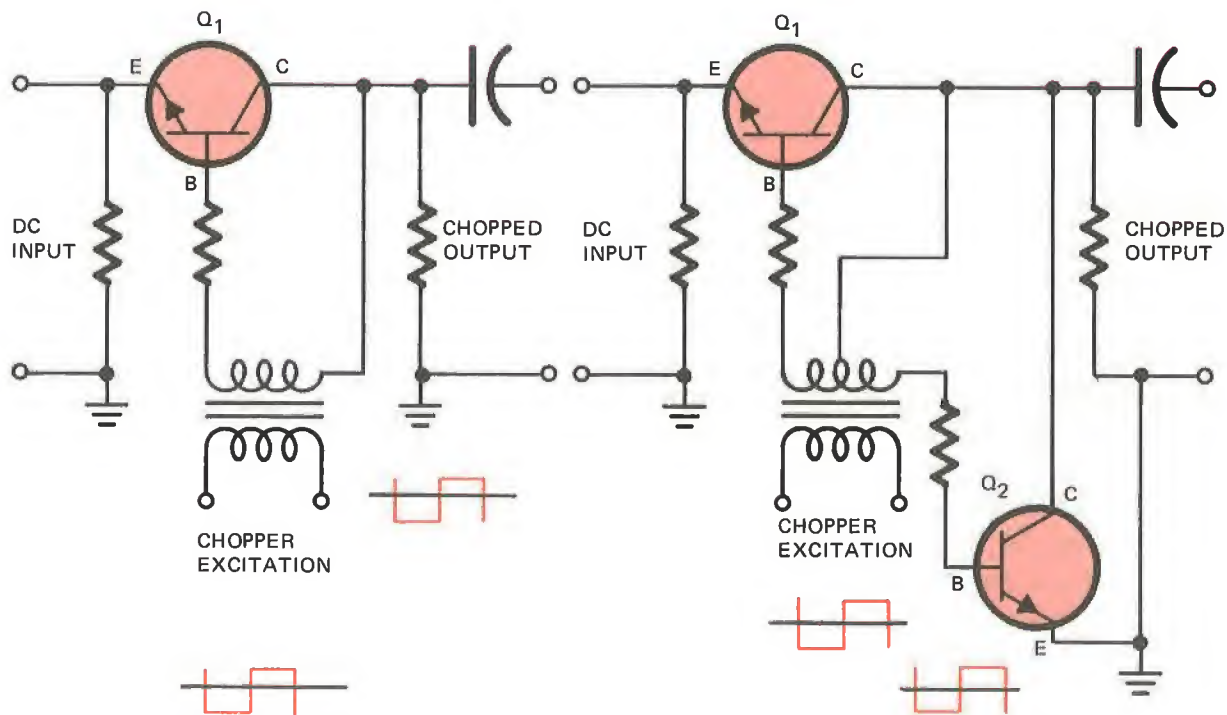 Q1
E
C
B
DC
INPUT
CHOPPED
OUTPUT
CHOPPER
EXCITATION
Q1
E
C
B
DC
INPUT
CHOPPED
OUTPUT
CHOPPER
EXCITATION
Q2
C
B
E